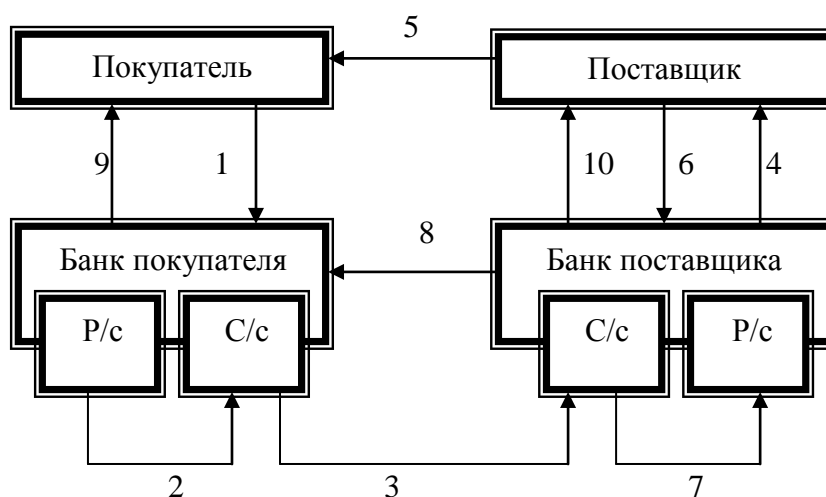 5
Покупатель
Поставщик
9
1
10
6
4
8
Банк покупателя
Банк поставщика
Р/с
С/с
С/с
Р/с
2
3
7